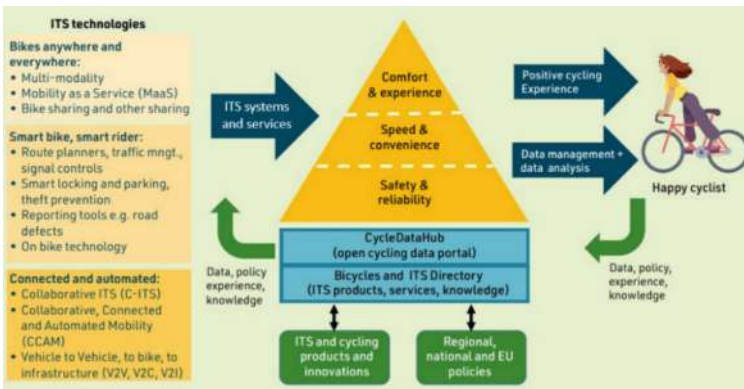 ITS technologies
Bikes anywhere and
everywhere:
• Multi-modality
• Mobility as a Service (MaaS)
• Bike sharing and other sharing
Smart bike, smart rider:
• Route planners, traffic mngt.,
signal controls
• Smart locking and parking,
theft prevention
• Reporting tools e.g. road
defects
• On bike technology
Connected and automated:
• Collaborative ITS (C-ITS)
• Collaborative, Connected
and Automated Mobility
(CCAM)
• Vehicle to Vehicle, to bike, to
infrastructure (V2V, V2C, V2I)
ITS systems
and services
Data, policy
experience,
knowledge
Comfort
& experience
Speed &
convenience
Safety &
reliability
CycleDataHub
(open cycling data portal)
Bicycles and ITS Directory
(ITS products, services, knowledge)
ITS and cycling
products and
innovations
Regional,
national and EU
policies
Positive cycling
Experience
Data management +
data analysis
Happy cyclist
Data, policy,
experience,
knowledge